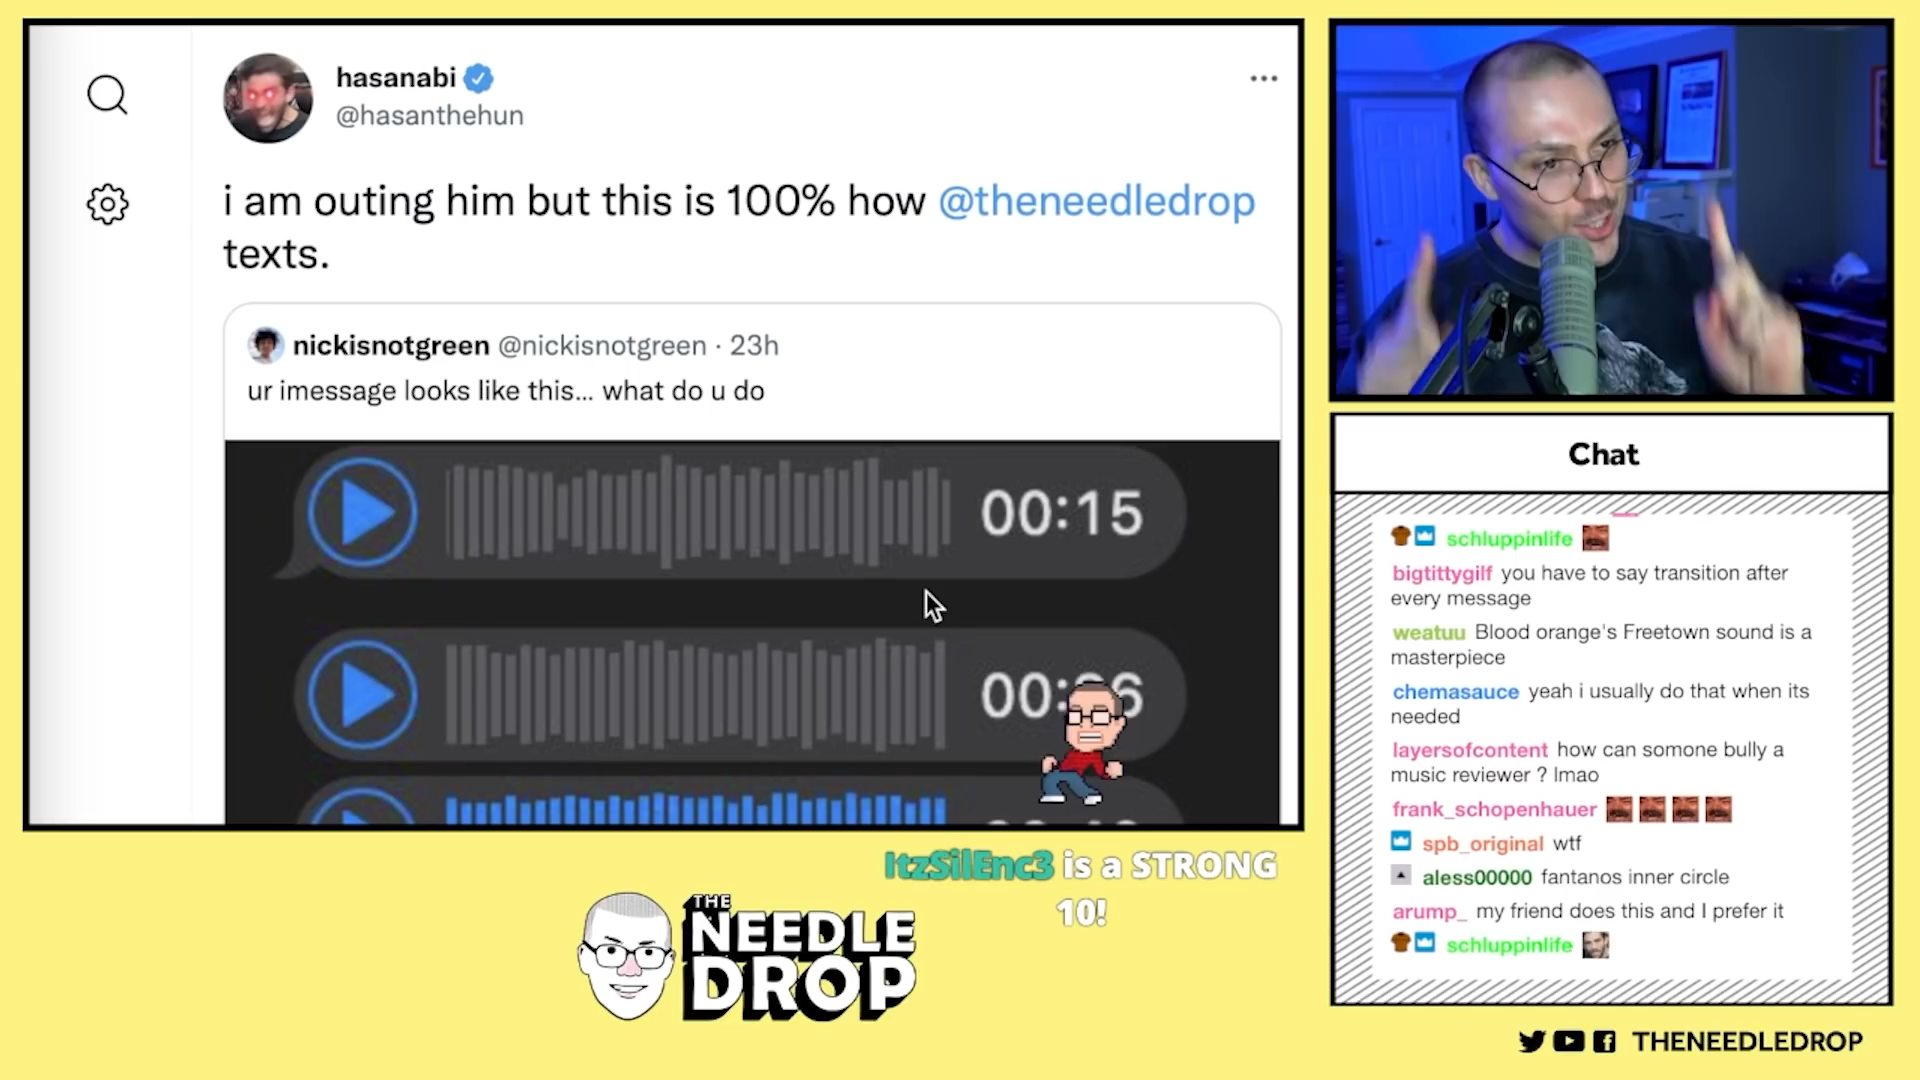 hasanabi
@hasanthehun
i am outing him but this is 100% how @theneedledrop
texts.
nickisnotgreen @nickisnotgreen · 23h
ur imessage looks like this... what do u do
00:15
ItzSilEnc3 is a STRONG
10!
THE
NEEDLE
DROP
Chat
schluppinlife
bigtittygilf you have to say transition after
every message
weatuu Blood orange's Freetown sound is a
masterpiece
chemasauce yeah i usually do that when its
needed
layersofcontent how can somone bully a
music reviewer ? lmao
frank_schopenhauer
spb_original wtf
aless00000 fantanos inner circle
arump_ my friend does this and I prefer it
schluppinlife
THENEEDLEDROP